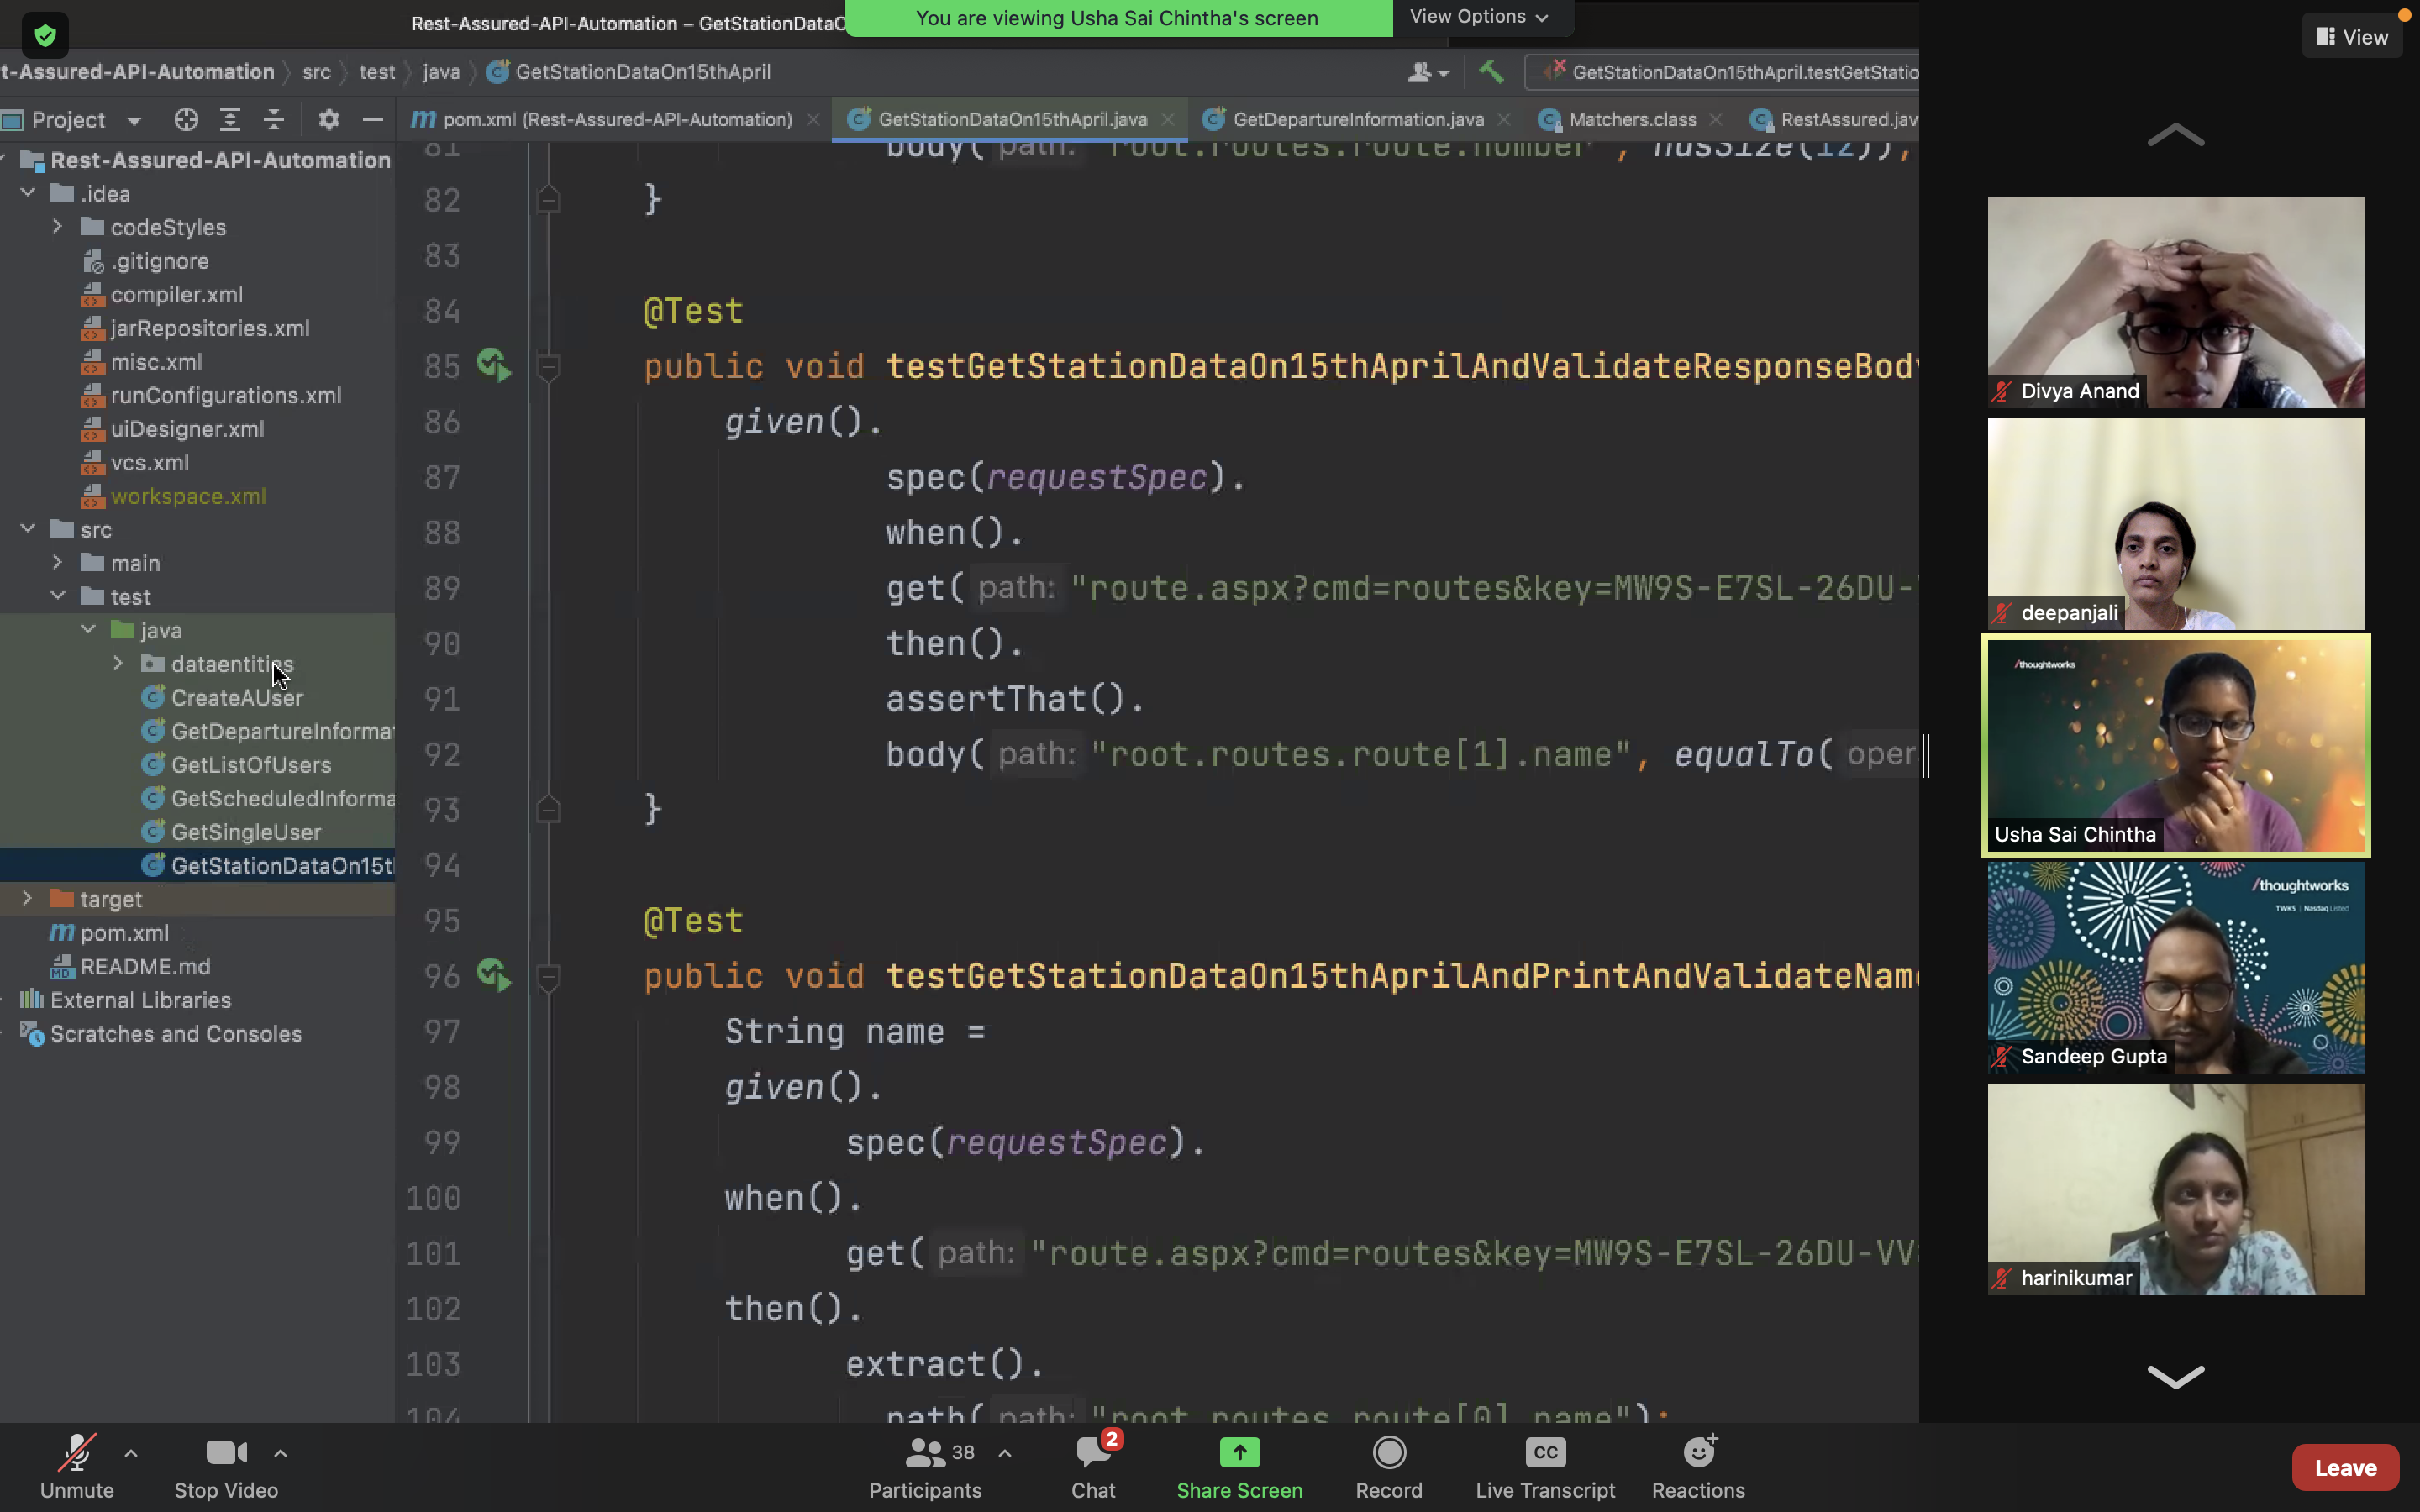 Rest-Assured-API-Automation – GetStationDataO
You are viewing Usha Sai Chintha's screen
View Options
View
t-Assured-API-Automation
src
test
java
GetStationDataOn15thApril
GetStationDataOn15thApril.testGetStatio
Project
pom.xml (Rest-Assured-API-Automation)
GetStationDataOn15thApril.java
GetDepartureInformation.java
Matchers.class
RestAssured.jav
Rest-Assured-API-Automation
.idea
codeStyles
.gitignore
compiler.xml
jarRepositories.xml
misc.xml
runConfigurations.xml
uiDesigner.xml
vcs.xml
workspace.xml
src
main
test
java
dataentities
CreateAUser
GetDepartureInforma
GetListOfUsers
GetScheduledInforma
GetSingleUser
GetStationDataOn15t
target
pom.xml
README.md
External Libraries
Scratches and Consoles
81 body( path: "root.routes.route.number", hasSize(12));
82 }
83
84 @Test
85 public void testGetStationDataOn15thAprilAndValidateResponseBody
86 given().
87 spec(requestSpec).
88 when().
89 get( path: "route.aspx?cmd=routes&key=MW9S-E7SL-26DU-
90 then().
91 assertThat().
92 body( path: "root.routes.route[1].name", equalTo( oper
93 }
94
95 @Test
96 public void testGetStationDataOn15thAprilAndPrintAndValidateName
97 String name =
98 given().
99 spec(requestSpec).
100 when().
101 get( path: "route.aspx?cmd=routes&key=MW9S-E7SL-26DU-VV
102 then().
103 extract().
104 path( path: "root.routes.route[0].name");
Divya Anand
deepanjali
/thoughtworks
Usha Sai Chintha
/thoughtworks
TWKS | Nasdaq Listed
Sandeep Gupta
harinikumar
Unmute
Stop Video
38
Participants
2
Chat
Share Screen
Record
CC
Live Transcript
Reactions
Leave